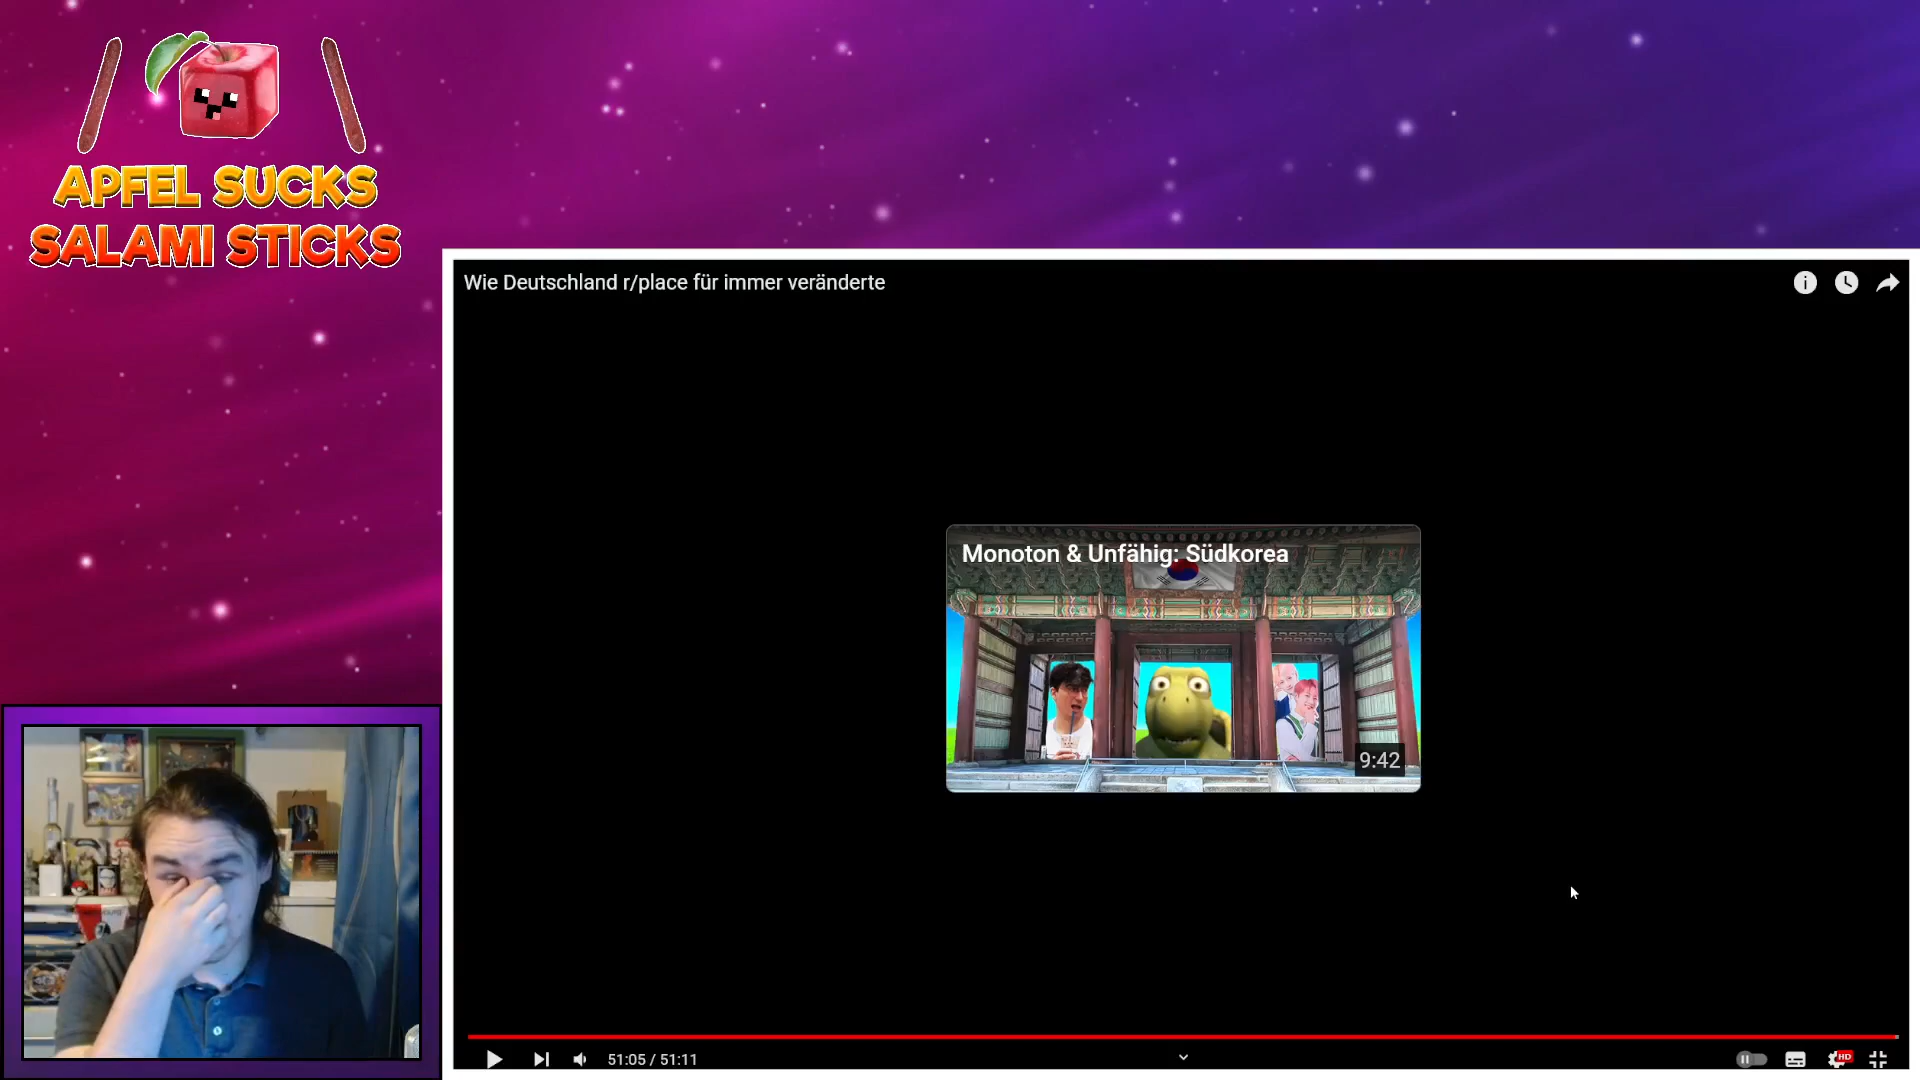 APFEL SUCKS
SALAMI STICKS
Wie Deutschland r/place für immer veränderte
Monoton & Unfähig: Südkorea
9:42
51:05 / 51:11
HD